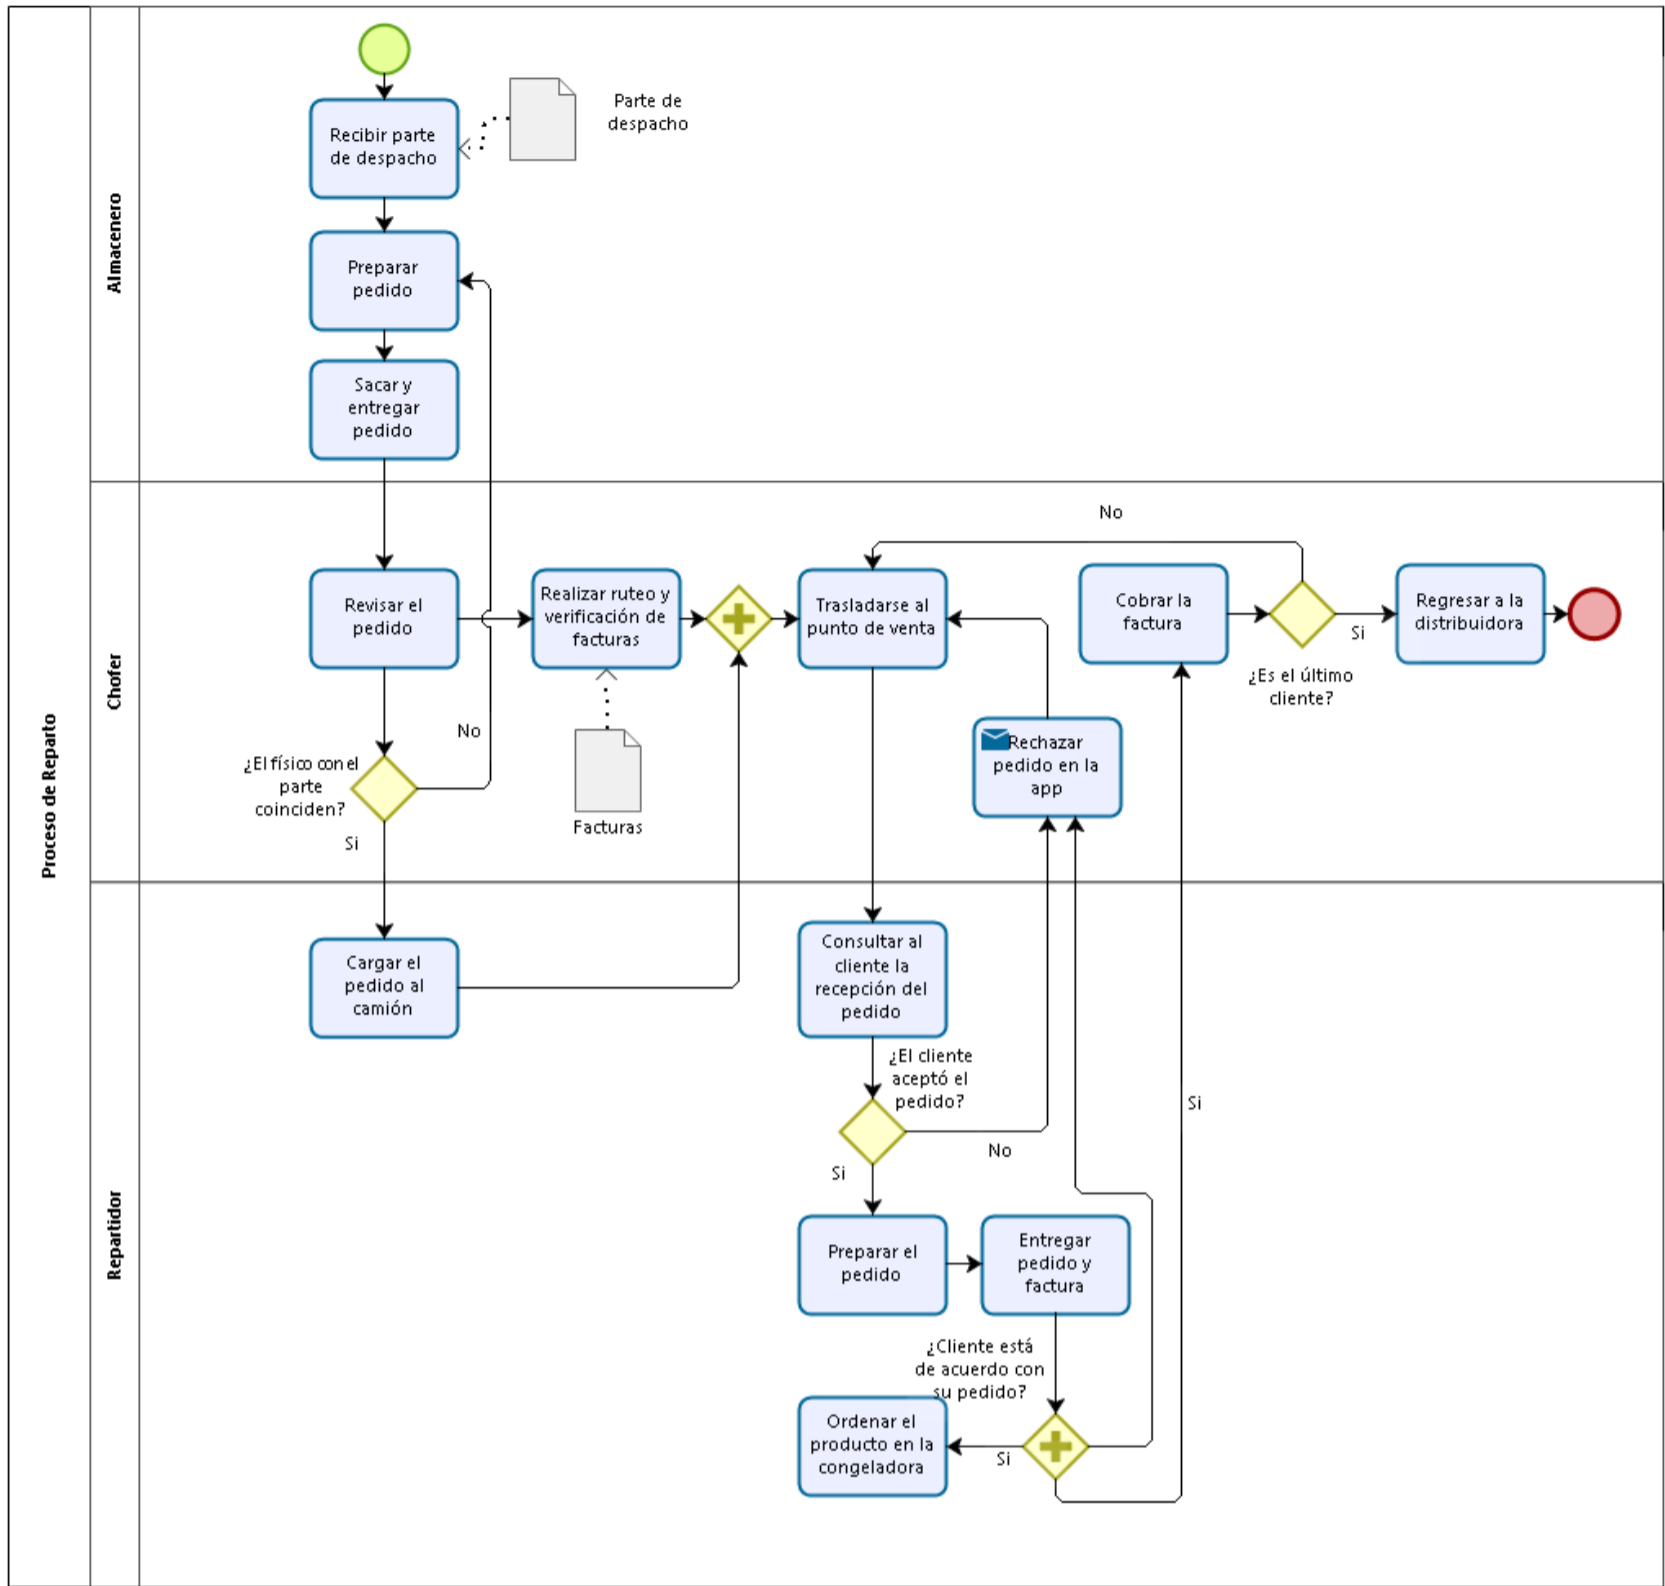 Proceso de Reparto
Almacenero
Recibir parte
de despacho
Parte de
despacho
Preparar
pedido
Sacar y
entregar
pedido
Chofer
No
Revisar el
pedido
Realizar ruteo y
verificación de
facturas
Trasladarse al
punto de venta
Cobrar la
factura
Si
Regresar a la
distribuidora
¿Es el último
cliente?
No
¿El físico con el
parte
coinciden?
Si
Facturas
Rechazar
pedido en la
app
Repartidor
Cargar el
pedido al
camión
Consultar al
cliente la
recepción del
pedido
¿El cliente
aceptó el
pedido?
No
Si
Si
Preparar el
pedido
Entregar
pedido y
factura
¿Cliente está
de acuerdo con
su pedido?
Ordenar el
producto en la
congeladora
Si